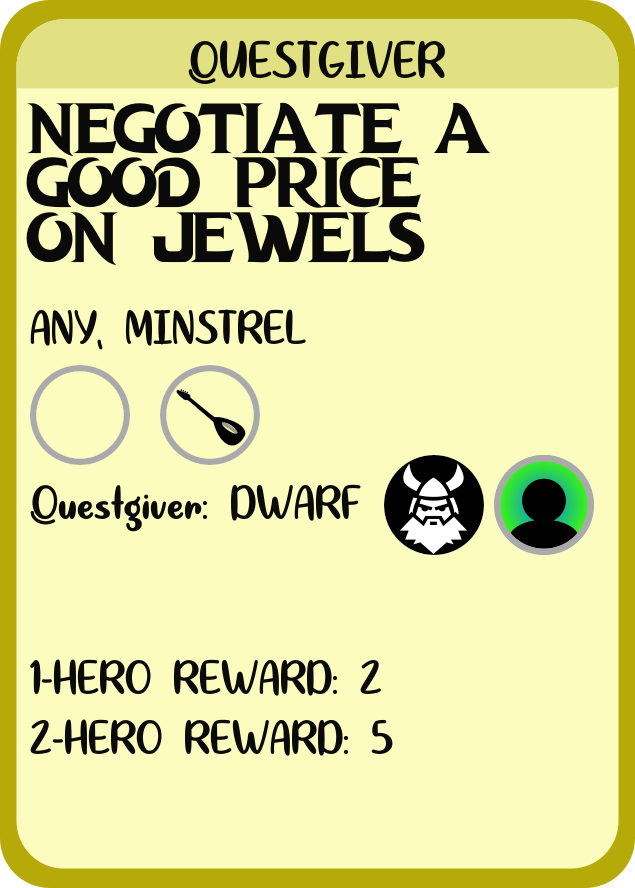 QUESTGIVER
NEGOTIATE A
GOOD PRICE
ON JEWELS
ANY, MINSTREL
Questgiver: DWARF
1-HERO REWARD: 2
2-HERO REWARD: 5